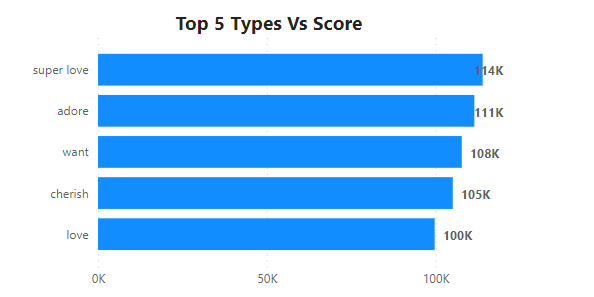 Top 5 Types Vs Score
super love 114K
adore 111K
want 108K
cherish 105K
love 100K
0K 50K 100K